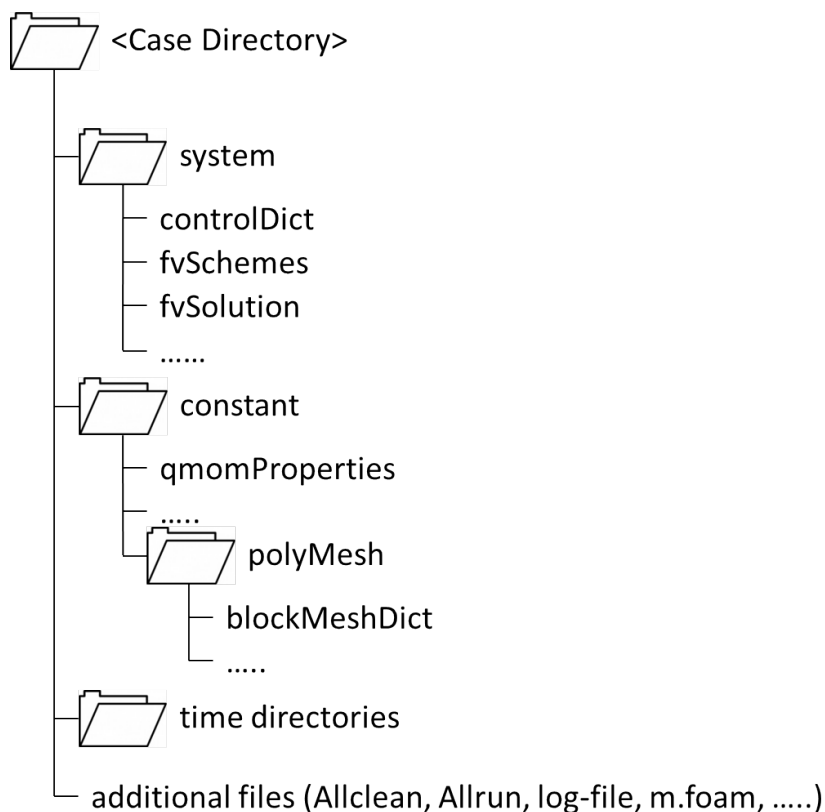 <Case Directory>
system
controlDict
fvSchemes
fvSolution
......
constant
qmomProperties
.....
polyMesh
blockMeshDict
.....
time directories
additional files (Allclean, Allrun, log-file, m.foam, .....)